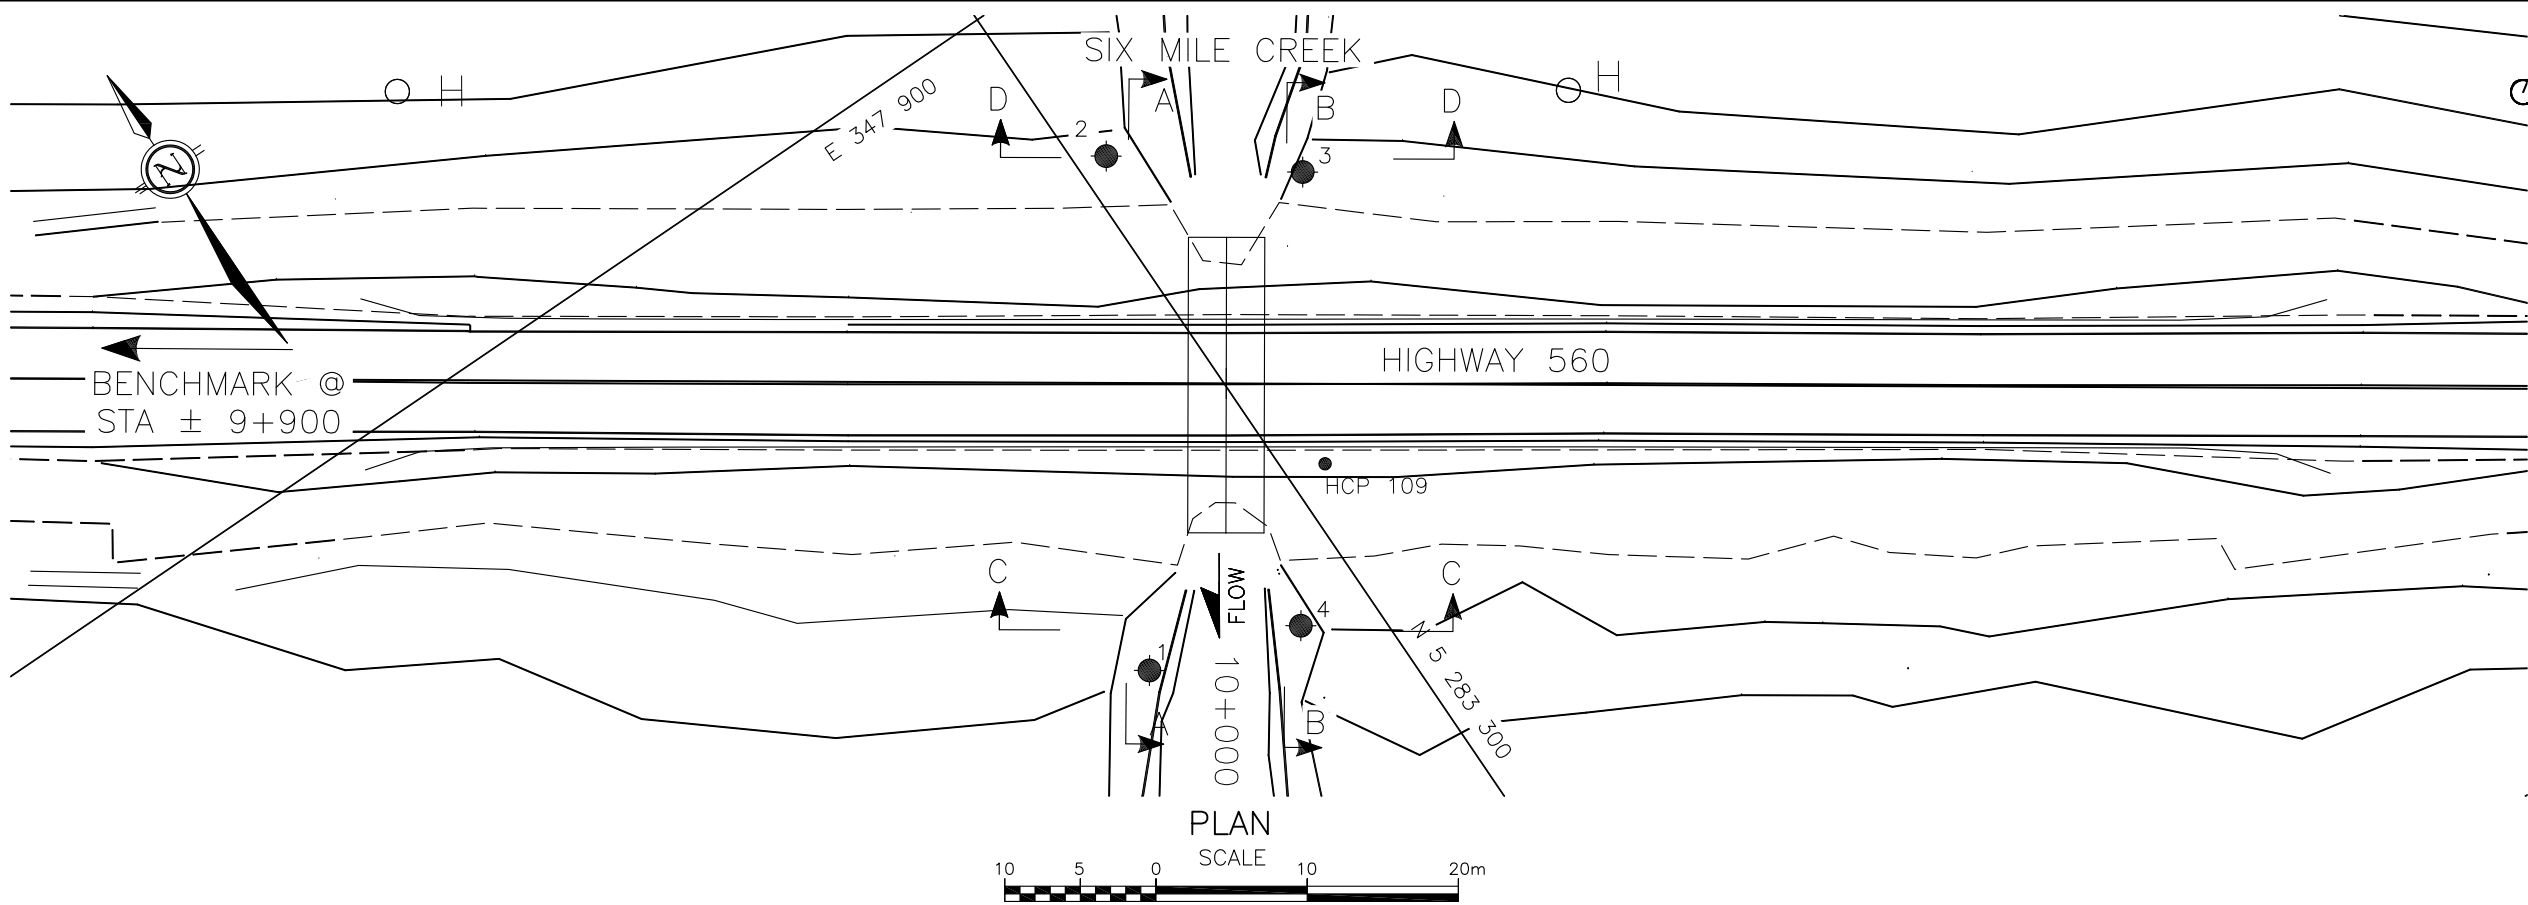 SIX MILE CREEK
H
H
D
A
B
D
E 347 900
2
3
N
HIGHWAY 560
BENCHMARK @
STA ± 9+900
HCP 109
C
C
FLOW
4
1
N 5 283 300
10+000
A
B
PLAN
SCALE
10 5 0 10 20m